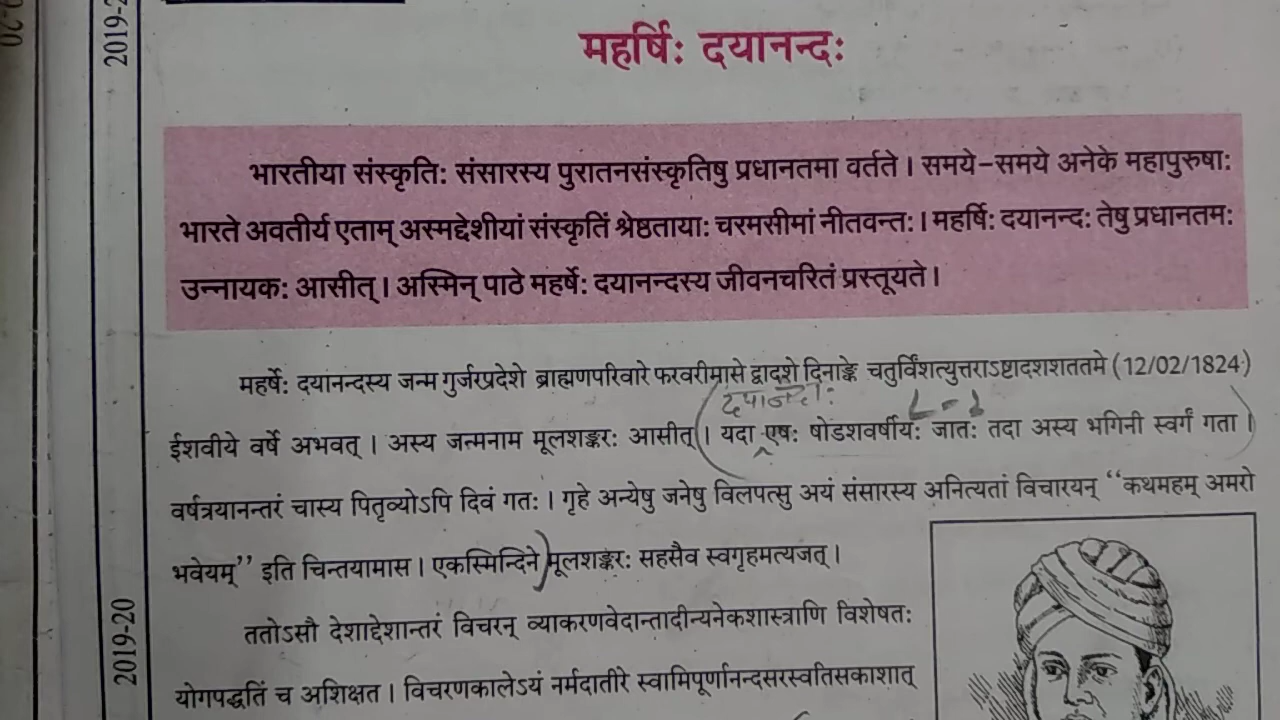 2019-2
महर्षिः दयानन्दः
भारतीया संस्कृतिः संसारस्य पुरातनसंस्कृतिषु प्रधानतमा वर्तते । समये-समये अनेके महापुरुषाः
भारते अवतीर्य एताम् अस्मद्देशीयां संस्कृतिं श्रेष्ठतायाः चरमसीमां नीतवन्तः । महर्षिः दयानन्दः तेषु प्रधानतमः
उन्नायकः आसीत् । अस्मिन् पाठे महर्षेः दयानन्दस्य जीवनचरितं प्रस्तूयते ।
महर्षेः दयानन्दस्य जन्म गुर्जरप्रदेशे ब्राह्मणपरिवारे फरवरीमासे द्वादशे दिनाङ्के चतुर्विंशत्युत्तराऽष्टादशशततमे (12/02/1824)
दयानन्दः
ईशवीये वर्षे अभवत् । अस्य जन्मनाम मूलशङ्करः आसीत् । यदा एषः षोडशवर्षीयः जातः तदा अस्य भगिनी स्वर्गं गता ।
वर्षत्रयानन्तरं चास्य पितृव्योऽपि दिवं गतः । गृहे अन्येषु जनेषु विलपत्सु अयं संसारस्य अनित्यतां विचारयन् “कथमहम् अमरो
भवेयम्” इति चिन्तयामास । एकस्मिन्दिने मूलशङ्करः सहसैव स्वगृहमत्यजत् ।
ततोऽसौ देशाद्देशान्तरं विचरन् व्याकरणवेदान्तादीन्यनेकशास्त्राणि विशेषतः
योगपद्धतिं च अशिक्षत । विचरणकालेऽयं नर्मदातीरे स्वामिपूर्णानन्दसरस्वतिसकाशात्
2019-20